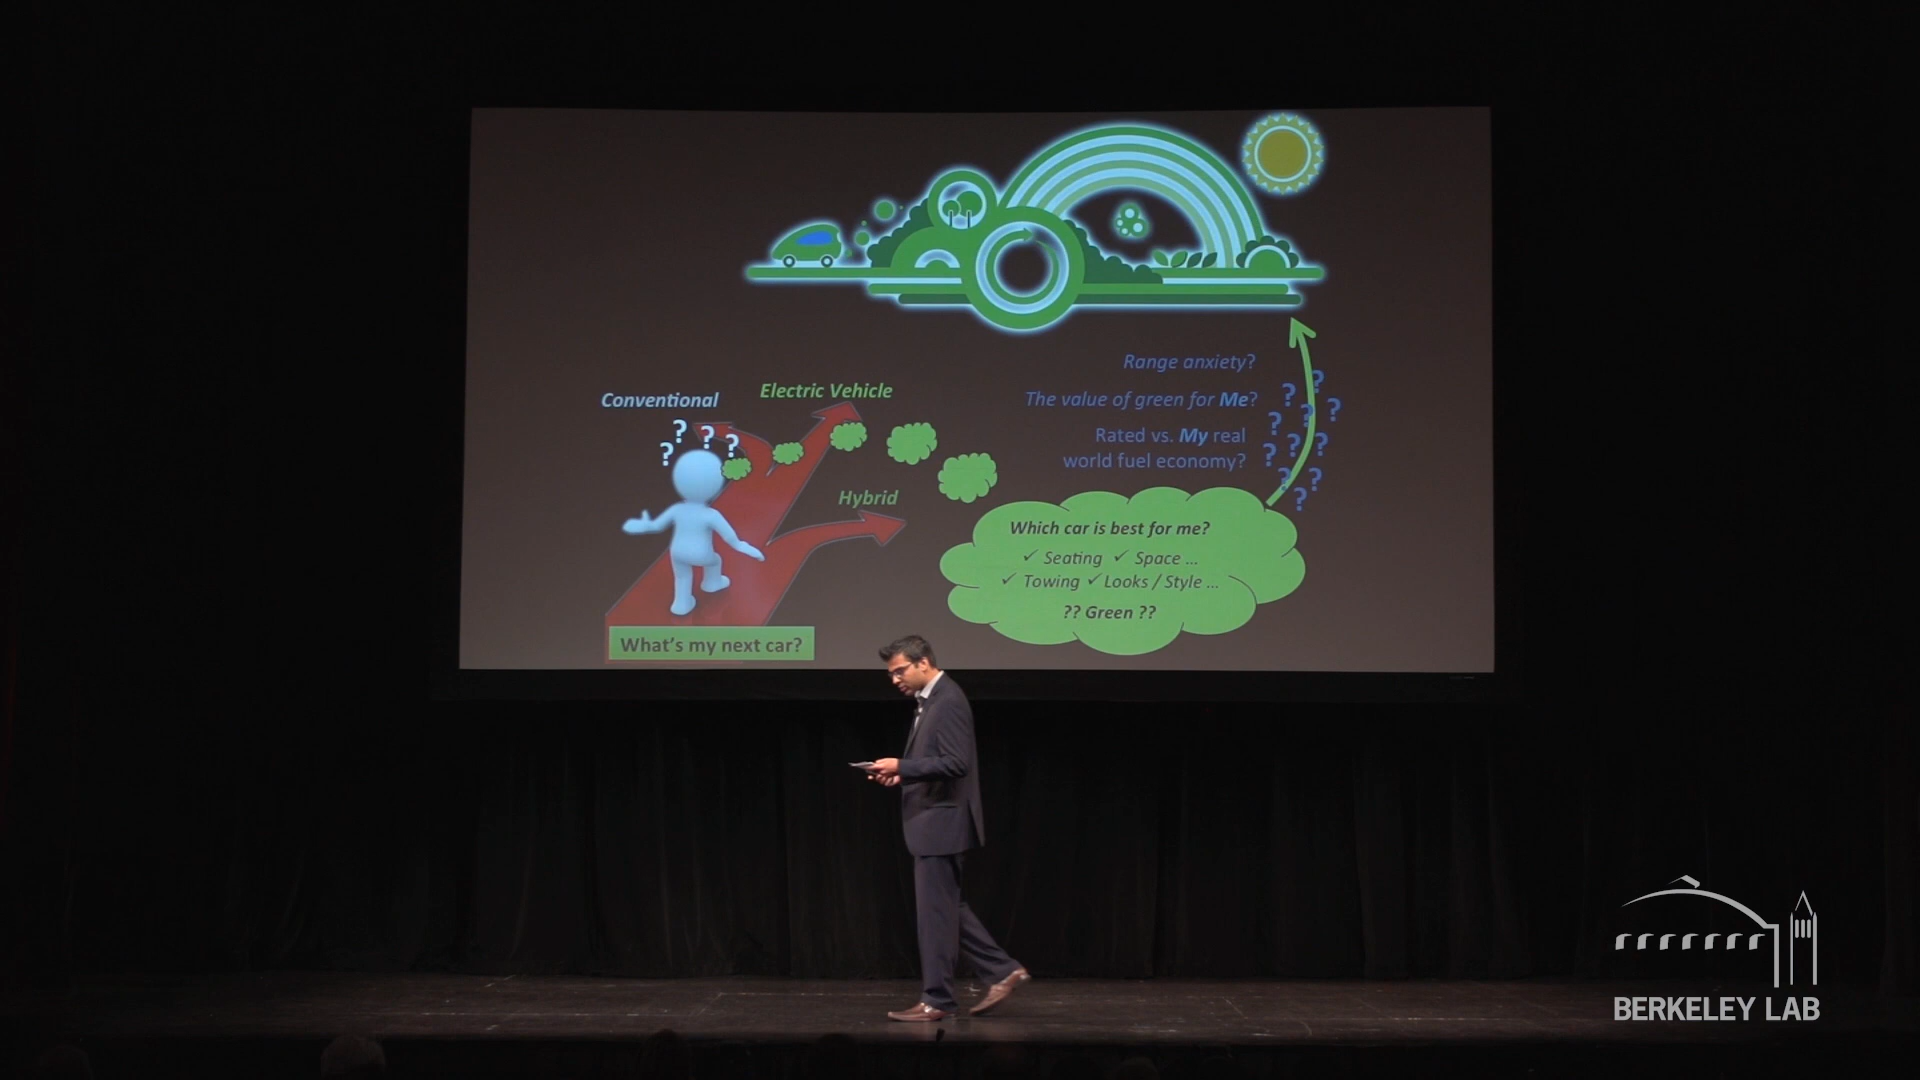 Conventional
? ? ? ?
Electric Vehicle
Hybrid
What's my next car?
Range anxiety?
The value of green for Me?
Rated vs. My real
world fuel economy?
? ? ? ? ? ? ? ? ? ? ? ?
Which car is best for me?
✓ Seating ✓ Space ...
✓ Towing ✓ Looks / Style ...
?? Green ??
BERKELEY LAB